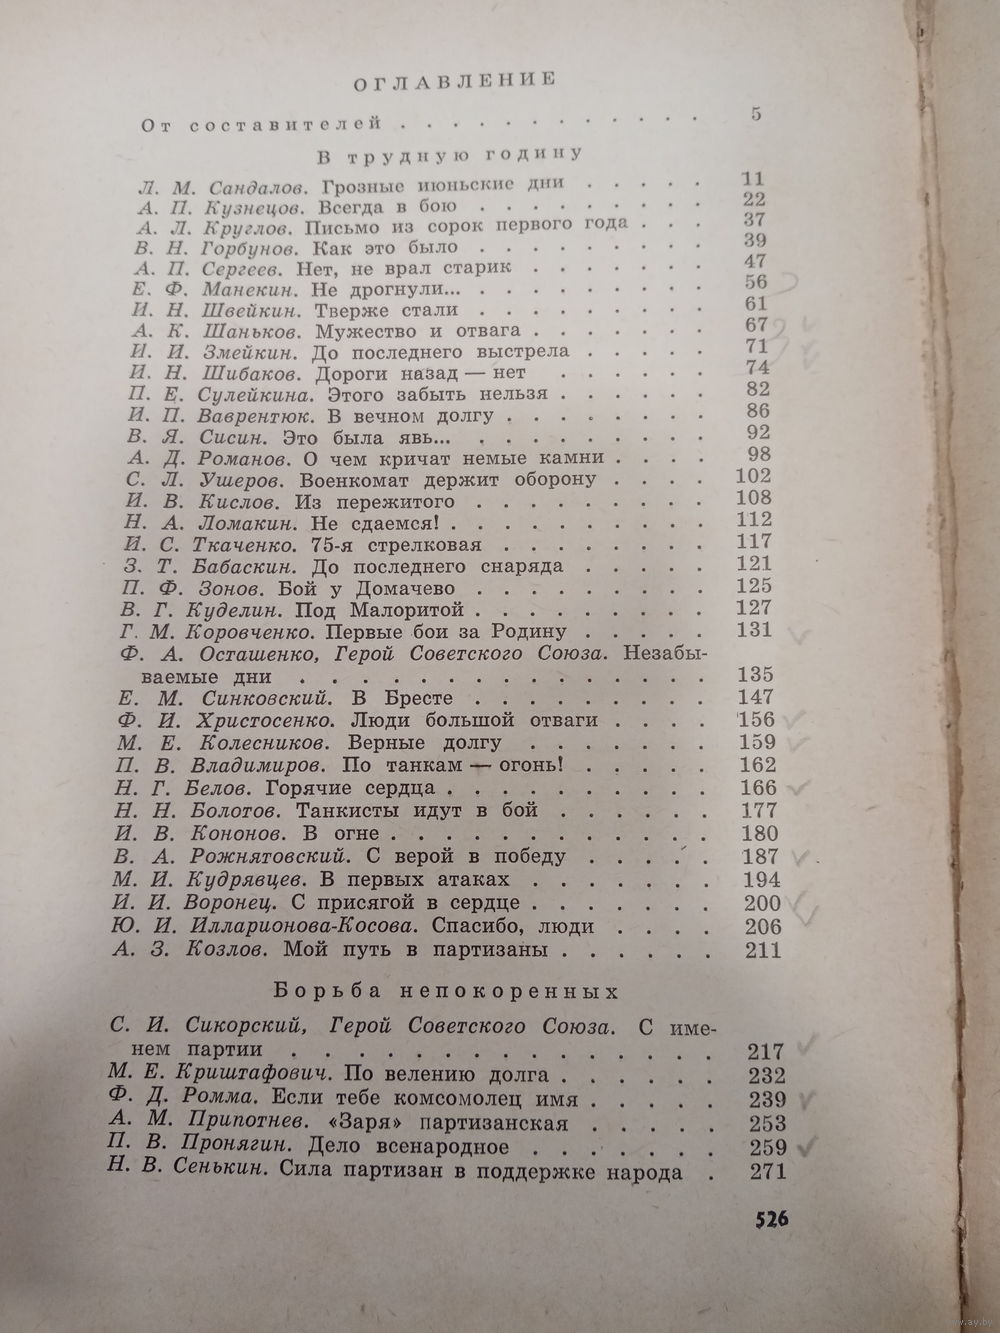 ОГЛАВЛЕНИЕ
От составителей . . . . . . . . . . . . 5
В трудную годину
Л. М. Сандалов. Грозные июньские дни . . . . . 11
А. П. Кузнецов. Всегда в бою . . . . . . . . . 22
А. Л. Круглов. Письмо из сорок первого года . . . 37
В. Н. Горбунов. Как это было . . . . . . . . . 39
А. П. Сергеев. Нет, не врал старик . . . . . . . 47
Е. Ф. Манекин. Не дрогнули... . . . . . . . . . 56
И. Н. Швейкин. Тверже стали . . . . . . . . . 61
А. К. Шаньков. Мужество и отвага . . . . . . . 67
И. И. Змейкин. До последнего выстрела . . . . . 71
И. Н. Шибаков. Дороги назад — нет . . . . . . 74
П. Е. Сулейкина. Этого забыть нельзя . . . . . . 82
И. П. Ваврентюк. В вечном долгу . . . . . . . . 86
В. Я. Сисин. Это была явь... . . . . . . . . . 92
А. Д. Романов. О чем кричат немые камни . . . . 98
С. Л. Ушеров. Военкомат держит оборону . . . . 102
И. В. Кислов. Из пережитого . . . . . . . . . 108
Н. А. Ломакин. Не сдаемся! . . . . . . . . . . 112
И. С. Ткаченко. 75-я стрелковая . . . . . . . . 117
З. Т. Бабаскин. До последнего снаряда . . . . . 121
П. Ф. Зонов. Бой у Домачево . . . . . . . . . 125
В. Г. Куделин. Под Малоритой . . . . . . . . . 127
Г. М. Коровченко. Первые бои за Родину . . . . . 131
Ф. А. Осташенко, Герой Советского Союза. Незабы-
ваемые дни . . . . . . . . . . . . . . . 135
Е. М. Синковский. В Бресте . . . . . . . . . 147
Ф. И. Христосенко. Люди большой отваги . . . . 156
М. Е. Колесников. Верные долгу . . . . . . . 159
П. В. Владимиров. По танкам — огонь! . . . . . 162
Н. Г. Белов. Горячие сердца . . . . . . . . . . 166
Н. Н. Болотов. Танкисты идут в бой . . . . . . 177
И. В. Кононов. В огне . . . . . . . . . . . . 180
В. А. Рожнятовский. С верой в победу . . . . . 187
М. И. Кудрявцев. В первых атаках . . . . . . . 194
И. И. Воронец. С присягой в сердце . . . . . . . 200
Ю. И. Илларионова-Косова. Спасибо, люди . . . . 206
А. З. Козлов. Мой путь в партизаны . . . . . . 211
Борьба непокоренных
С. И. Сикорский, Герой Советского Союза. С име-
нем партии . . . . . . . . . . . . . . 217
М. Е. Криштафович. По велению долга . . . . . . 232
Ф. Д. Ромма. Если тебе комсомолец имя . . . . . 239
А. М. Припотнев. «Заря» партизанская . . . . . 253
П. В. Пронягин. Дело всенародное . . . . . . . 259
Н. В. Сенькин. Сила партизан в поддержке народа . 271
526
www.ay.by